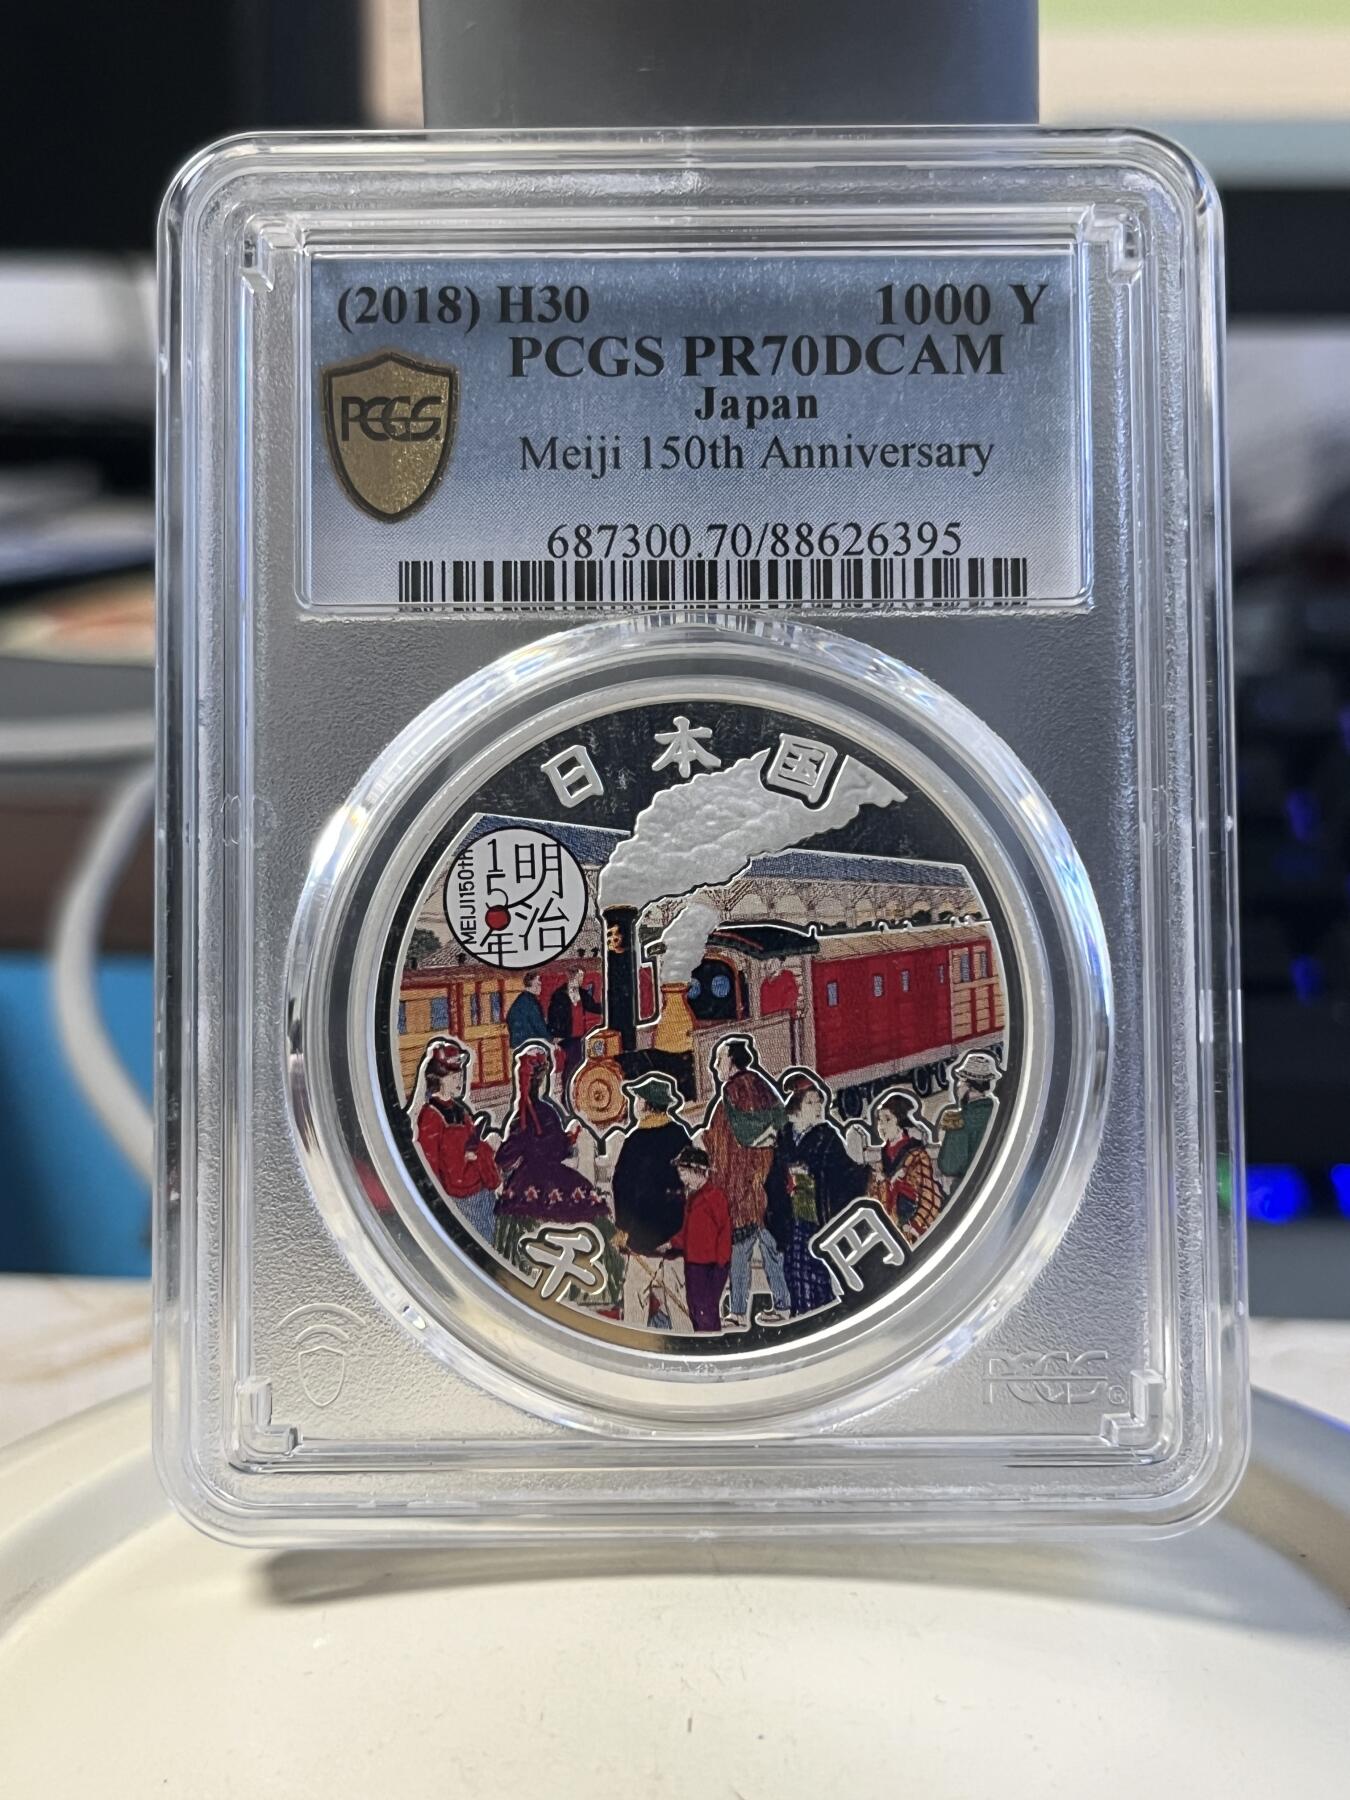 (2018) H30 1000 Y
PCGS PR70DCAM
Japan
PCGS
Meiji 150th Anniversary
687300.70/88626395
日本国
明治
150年
MEIJI150th
千円
PCGS